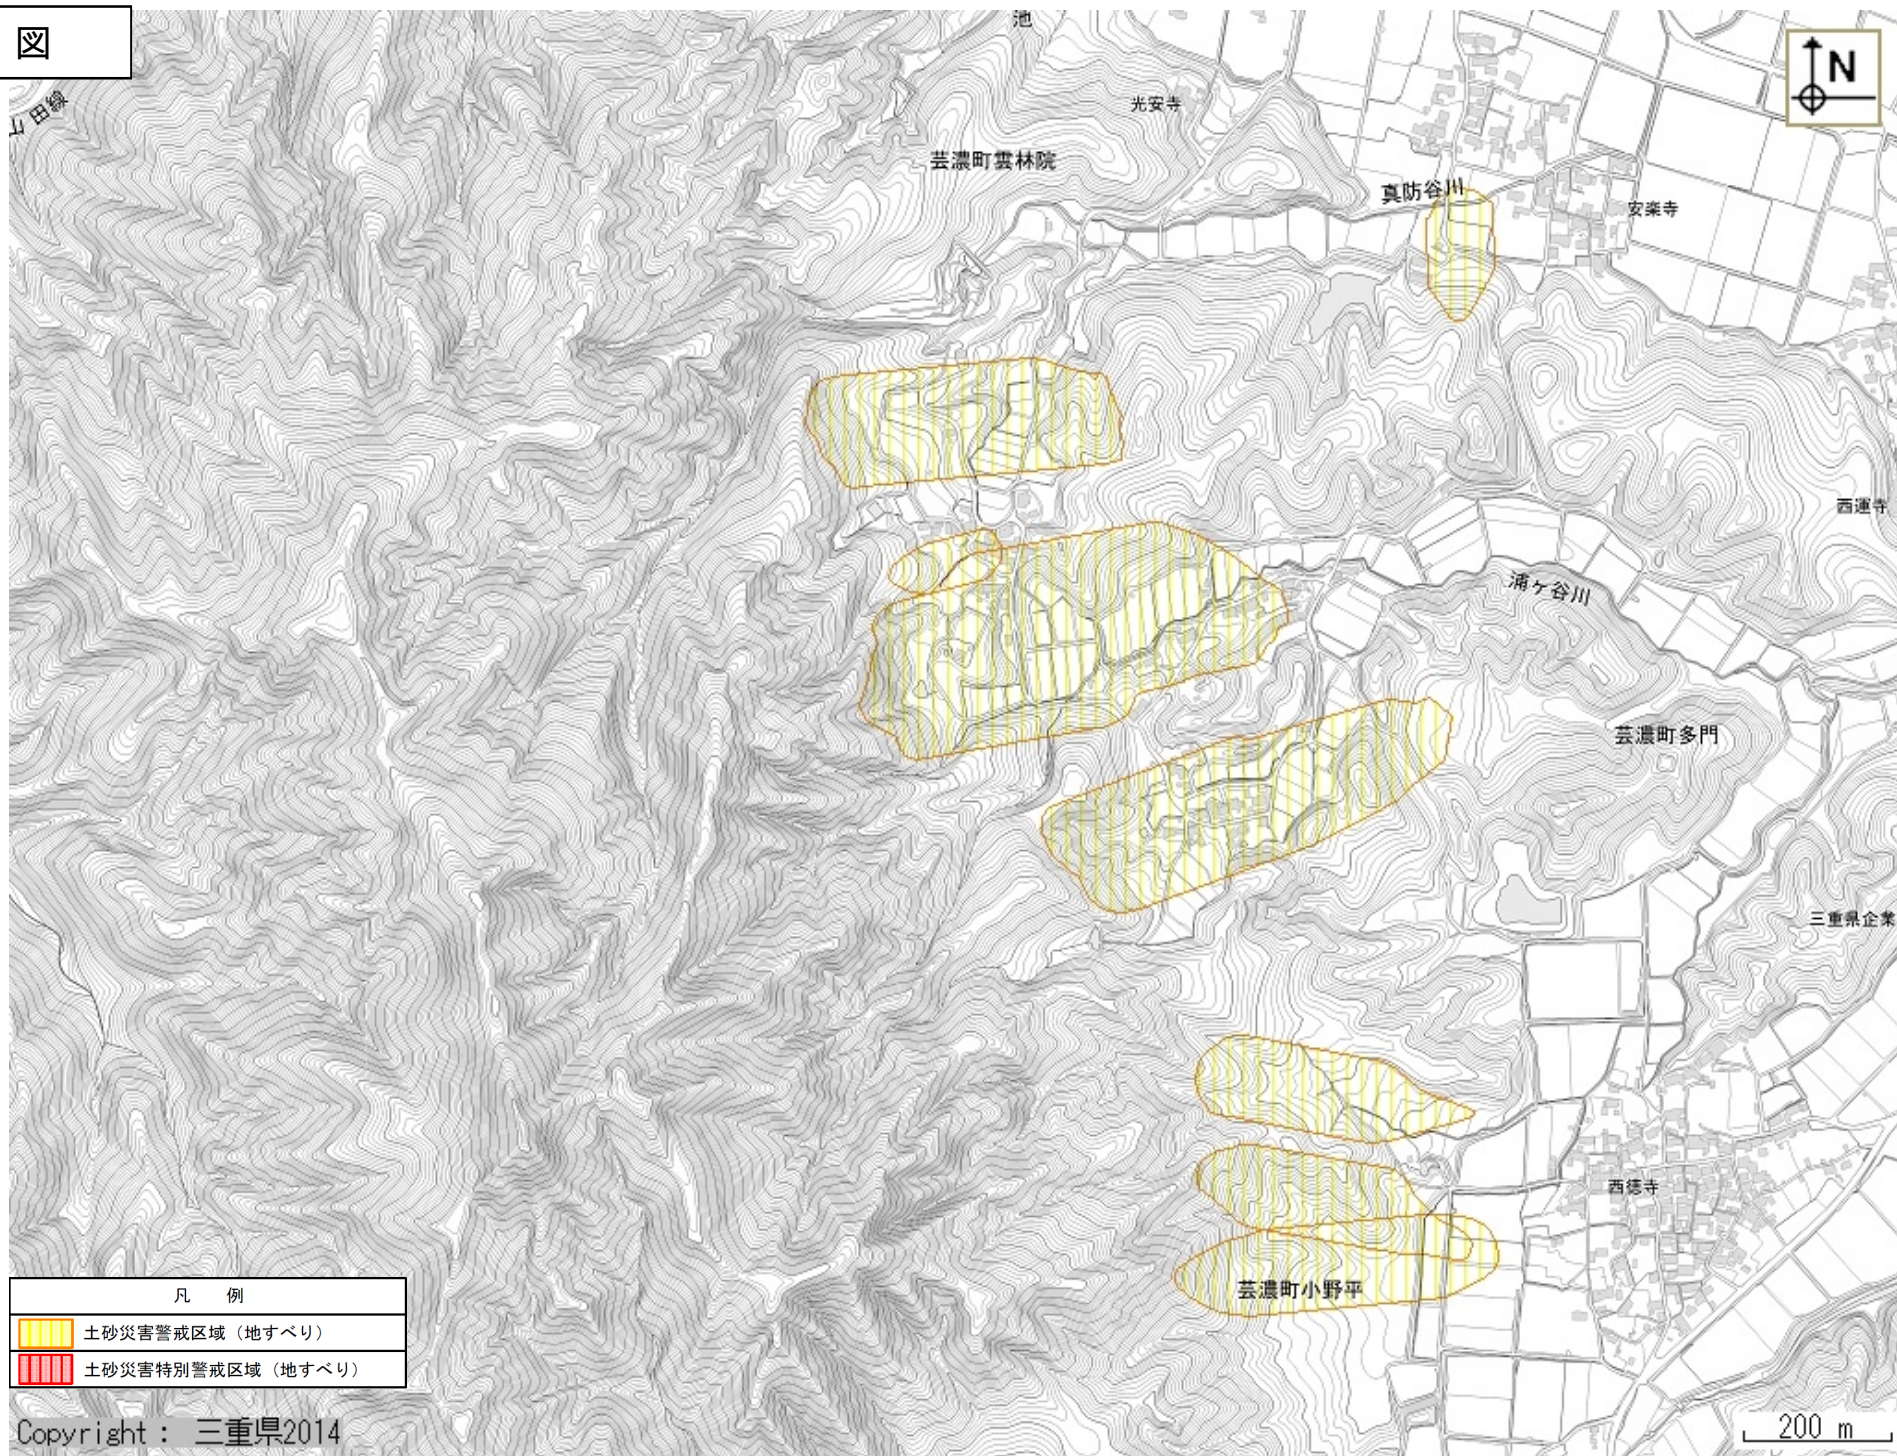 図
池
山田線
N
光安寺
芸濃町雲林院
真防谷川
安楽寺
西運寺
浦ヶ谷川
芸濃町多門
三重県企業
西徳寺
芸濃町小野平
凡 例
土砂災害警戒区域（地すべり）
土砂災害特別警戒区域（地すべり）
Copyright： 三重県2014
200 m